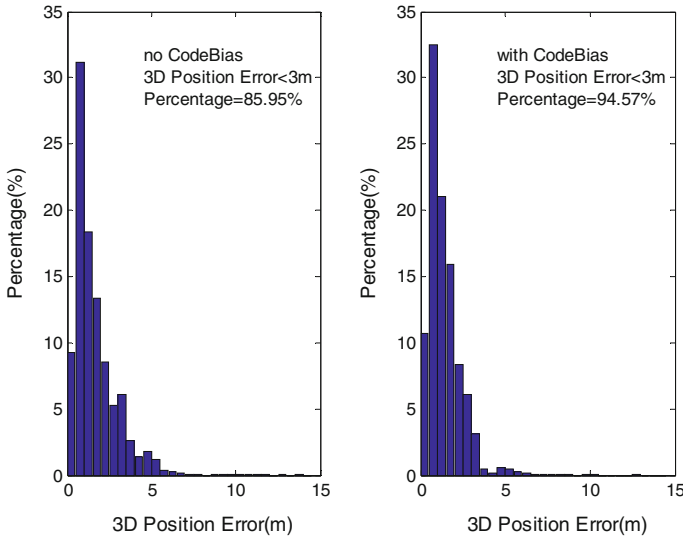 35
30
25
20
15
10
5
0
Percentage(%)
no CodeBias
3D Position Error<3m
Percentage=85.95%
0 5 10 15
3D Position Error(m)
35
30
25
20
15
10
5
0
Percentage(%)
with CodeBias
3D Position Error<3m
Percentage=94.57%
0 5 10 15
3D Position Error(m)